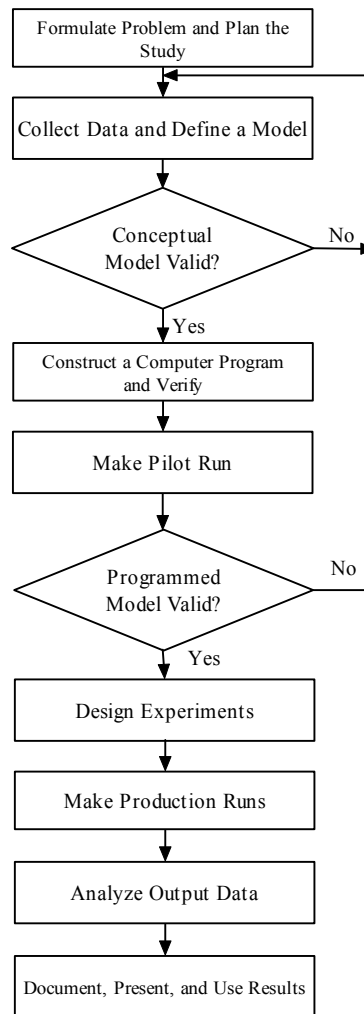 Formulate Problem and Plan the
Study
Collect Data and Define a Model
Conceptual
Model Valid?
No
Yes
Construct a Computer Program
and Verify
Make Pilot Run
Programmed
Model Valid?
No
Yes
Design Experiments
Make Production Runs
Analyze Output Data
Document, Present, and Use Results